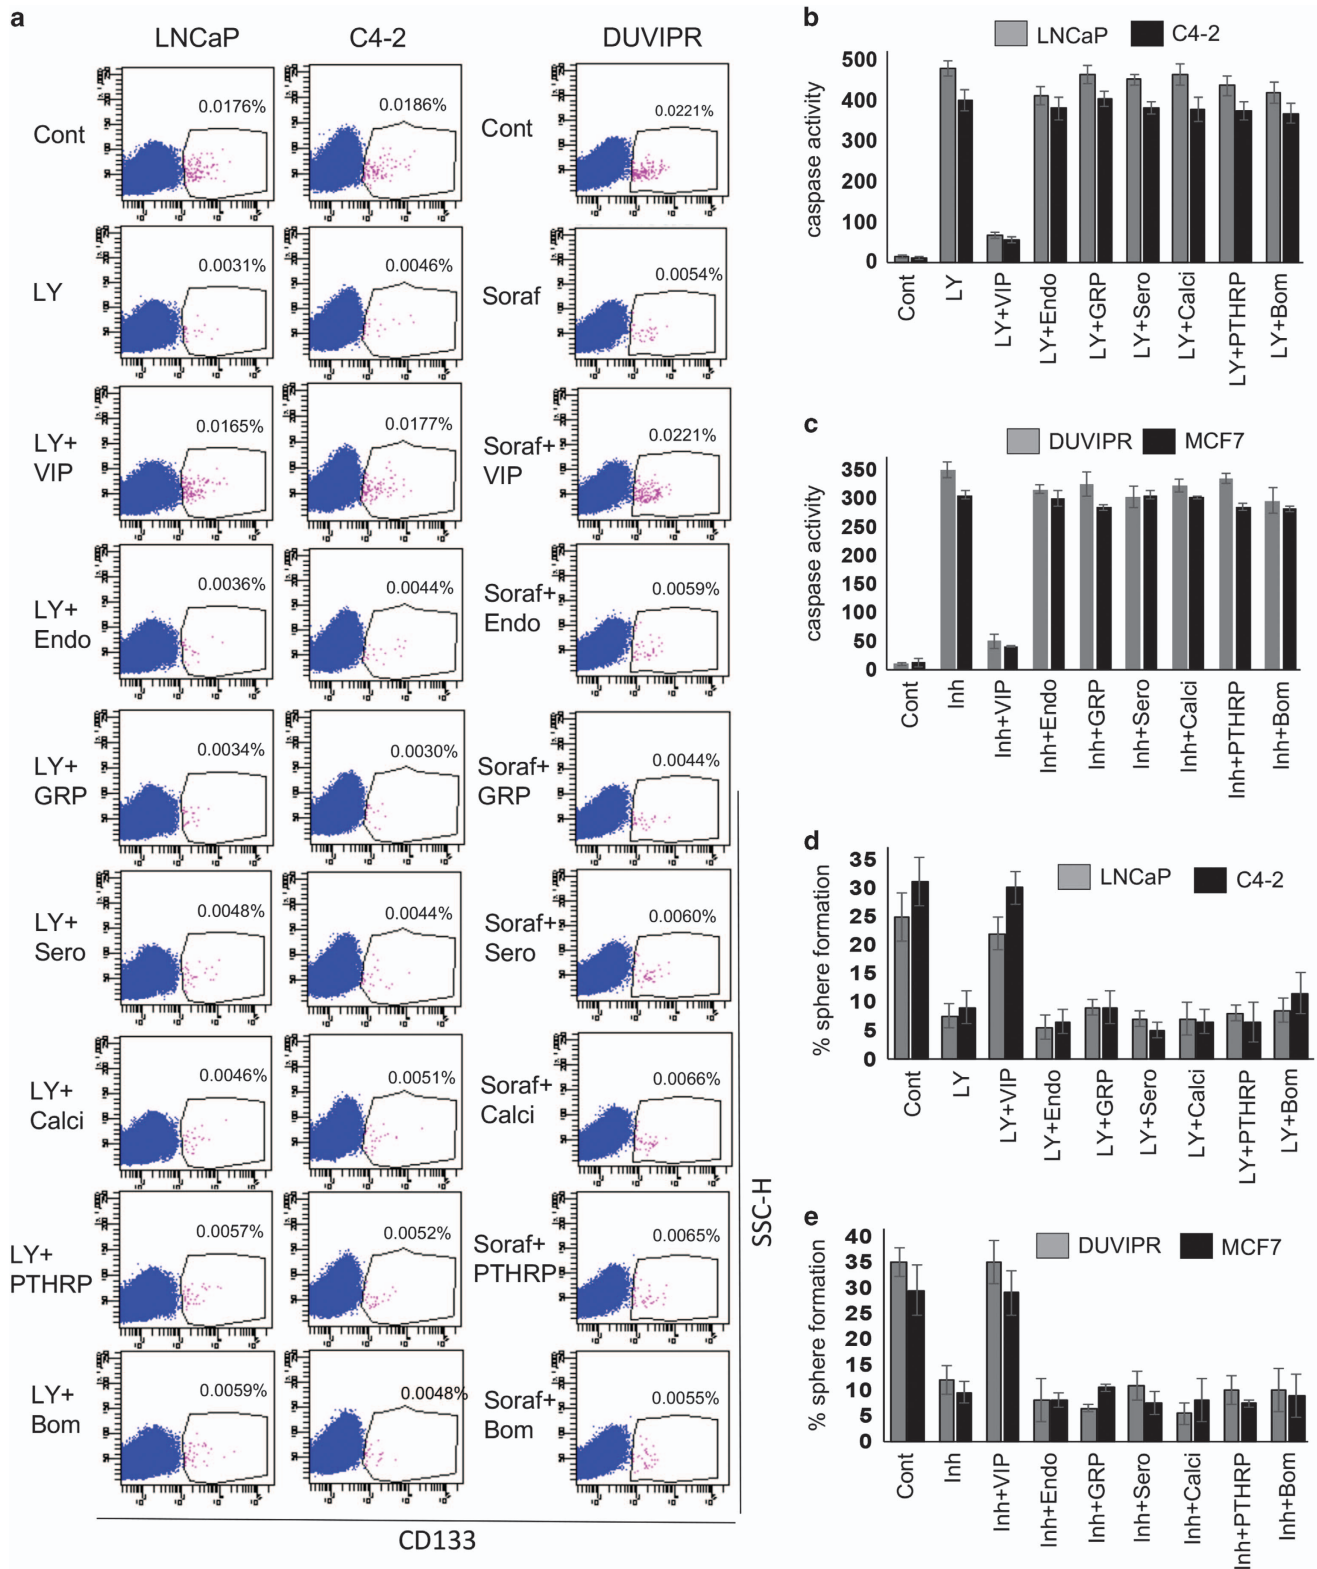 a
LNCaP C4-2 DUVIPR
Cont 0.0176% 0.0186% Cont 0.0221%
LY 0.0031% 0.0046% Soraf 0.0054%
LY+
VIP 0.0165% 0.0177% Soraf+
VIP 0.0221%
LY+
Endo 0.0036% 0.0044% Soraf+
Endo 0.0059%
LY+
GRP 0.0034% 0.0030% Soraf+
GRP 0.0044%
LY+
Sero 0.0048% 0.0044% Soraf+
Sero 0.0060%
LY+
Calci 0.0046% 0.0051% Soraf+
Calci 0.0066%
LY+
PTHRP 0.0057% 0.0052% Soraf+
PTHRP 0.0065%
LY+
Bom 0.0059% 0.0048% Soraf+
Bom 0.0055%
SSC-H
CD133
b
LNCaP C4-2
caspase activity
500
400
300
200
100
0
Cont LY LY+VIP LY+Endo LY+GRP LY+Sero LY+Calci LY+PTHRP LY+Bom
c
DUVIPR MCF7
caspase activity
350
300
250
200
150
100
50
0
Cont Inh Inh+VIP Inh+Endo Inh+GRP Inh+Sero Inh+Calci Inh+PTHRP Inh+Bom
d
LNCaP C4-2
% sphere formation
35
30
25
20
15
10
5
0
Cont LY LY+VIP LY+Endo LY+GRP LY+Sero LY+Calci LY+PTHRP LY+Bom
e
DUVIPR MCF7
% sphere formation
40
35
30
25
20
15
10
5
0
Cont Inh Inh+VIP Inh+Endo Inh+GRP Inh+Sero Inh+Calci Inh+PTHRP Inh+Bom